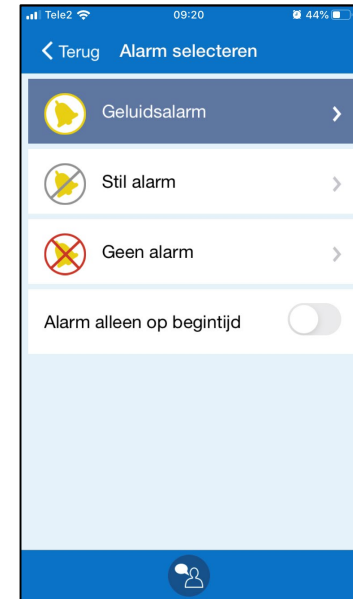 Tele2 09:20 44%
Terug Alarm selecteren
Geluidsalarm
Stil alarm
Geen alarm
Alarm alleen op begintijd